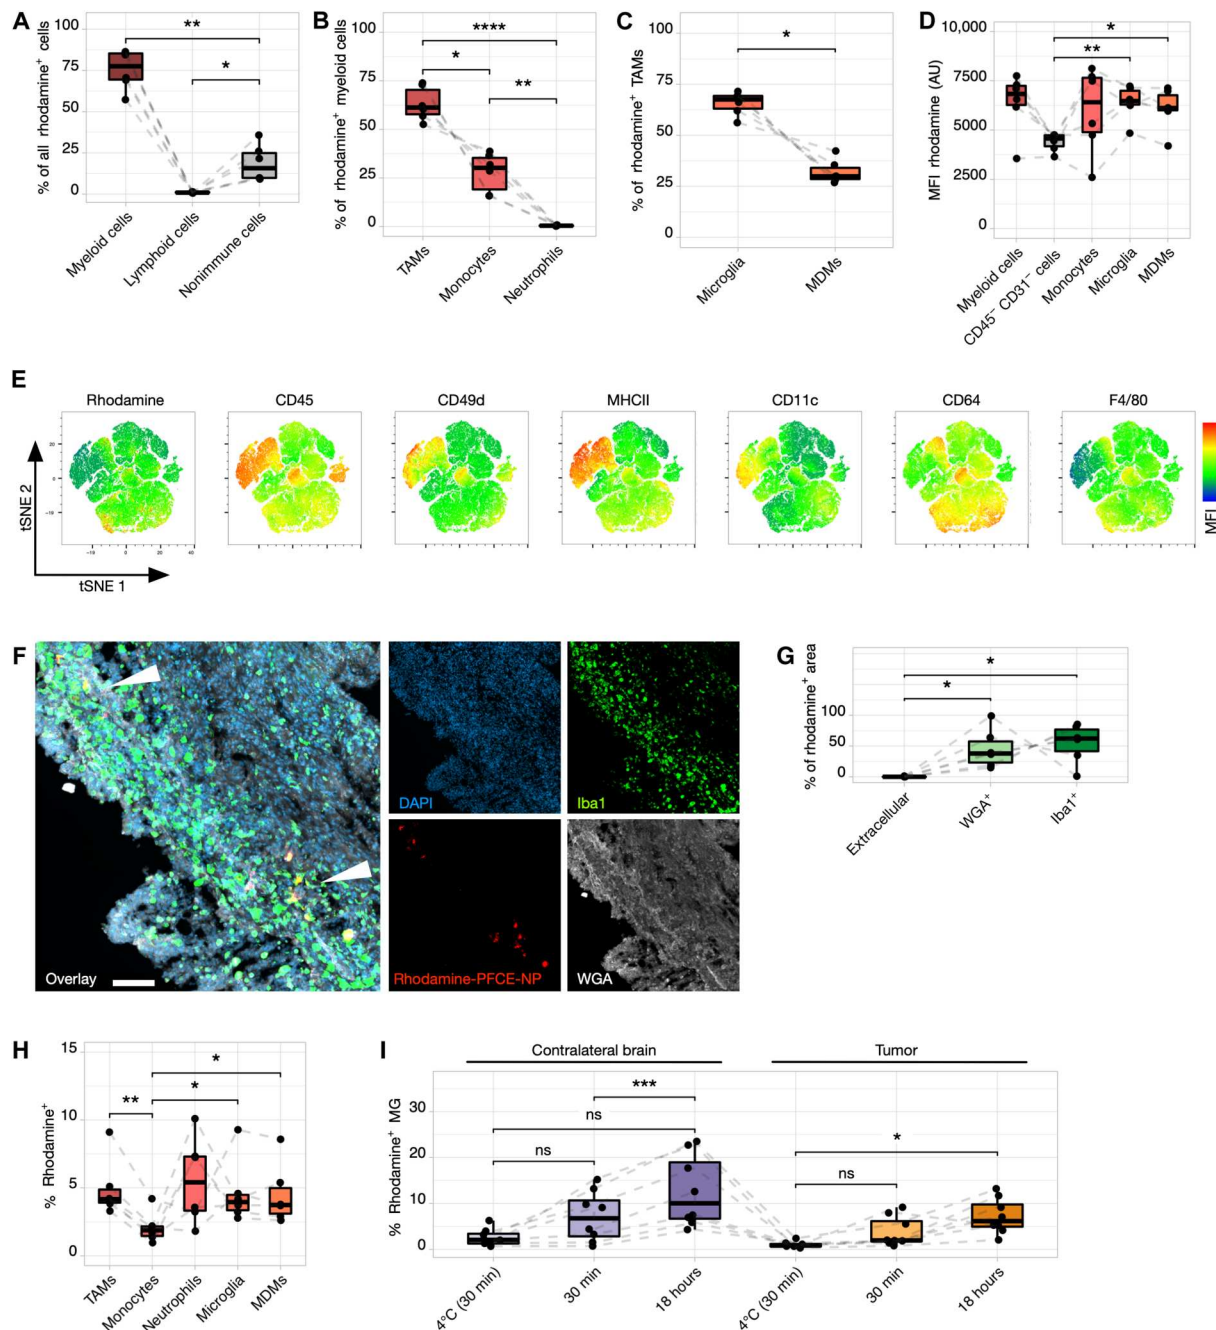 A
% of all rhodamine⁺ cells
100
75
50
25
0
**
*
Myeloid cells
Lymphoid cells
Nonimmune cells
B
% of rhodamine⁺ myeloid cells
100
75
50
25
0
****
*
**
TAMs
Monocytes
Neutrophils
C
% of rhodamine⁺ TAMs
100
75
50
25
0
*
Microglia
MDMs
D
MFI rhodamine (AU)
10,000
7500
5000
2500
0
*
**
Myeloid cells
CD45⁻ CD31⁻ cells
Monocytes
Microglia
MDMs
E
Rhodamine
CD45
CD49d
MHCII
CD11c
CD64
F4/80
tSNE 2
tSNE 1
20
0
0
20
40
MFI
F
Overlay
DAPI
Iba1
Rhodamine-PFCE-NP
WGA
G
% of rhodamine⁺ area
100
50
0
*
*
Extracellular
WGA⁺
Iba1⁺
H
% Rhodamine⁺
15
10
5
0
*
*
**
TAMs
Monocytes
Neutrophils
Microglia
MDMs
I
Contralateral brain
Tumor
% Rhodamine⁺ MG
30
20
10
0
***
ns
ns
*
ns
4°C (30 min)
30 min
18 hours
4°C (30 min)
30 min
18 hours